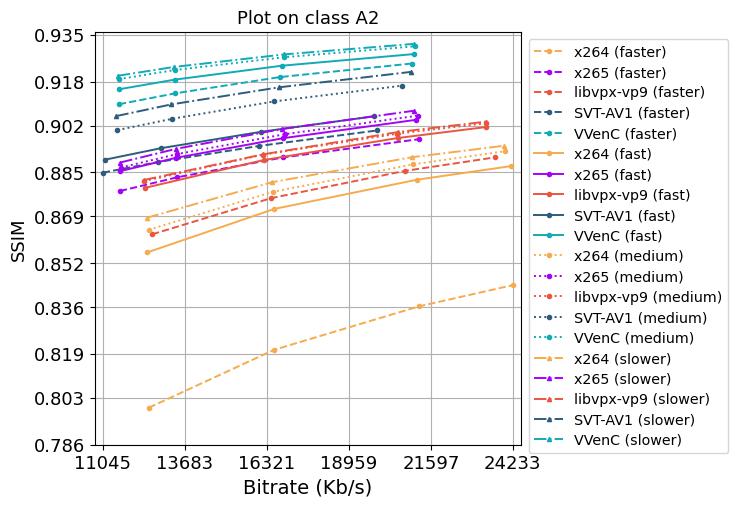 Plot on class A2
SSIM
0.935
0.918
0.902
0.885
0.869
0.852
0.836
0.819
0.803
0.786
11045 13683 16321 18959 21597 24233
Bitrate (Kb/s)
x264 (faster)
x265 (faster)
libvpx-vp9 (faster)
SVT-AV1 (faster)
VVenC (faster)
x264 (fast)
x265 (fast)
libvpx-vp9 (fast)
SVT-AV1 (fast)
VVenC (fast)
x264 (medium)
x265 (medium)
libvpx-vp9 (medium)
SVT-AV1 (medium)
VVenC (medium)
x264 (slower)
x265 (slower)
libvpx-vp9 (slower)
SVT-AV1 (slower)
VVenC (slower)